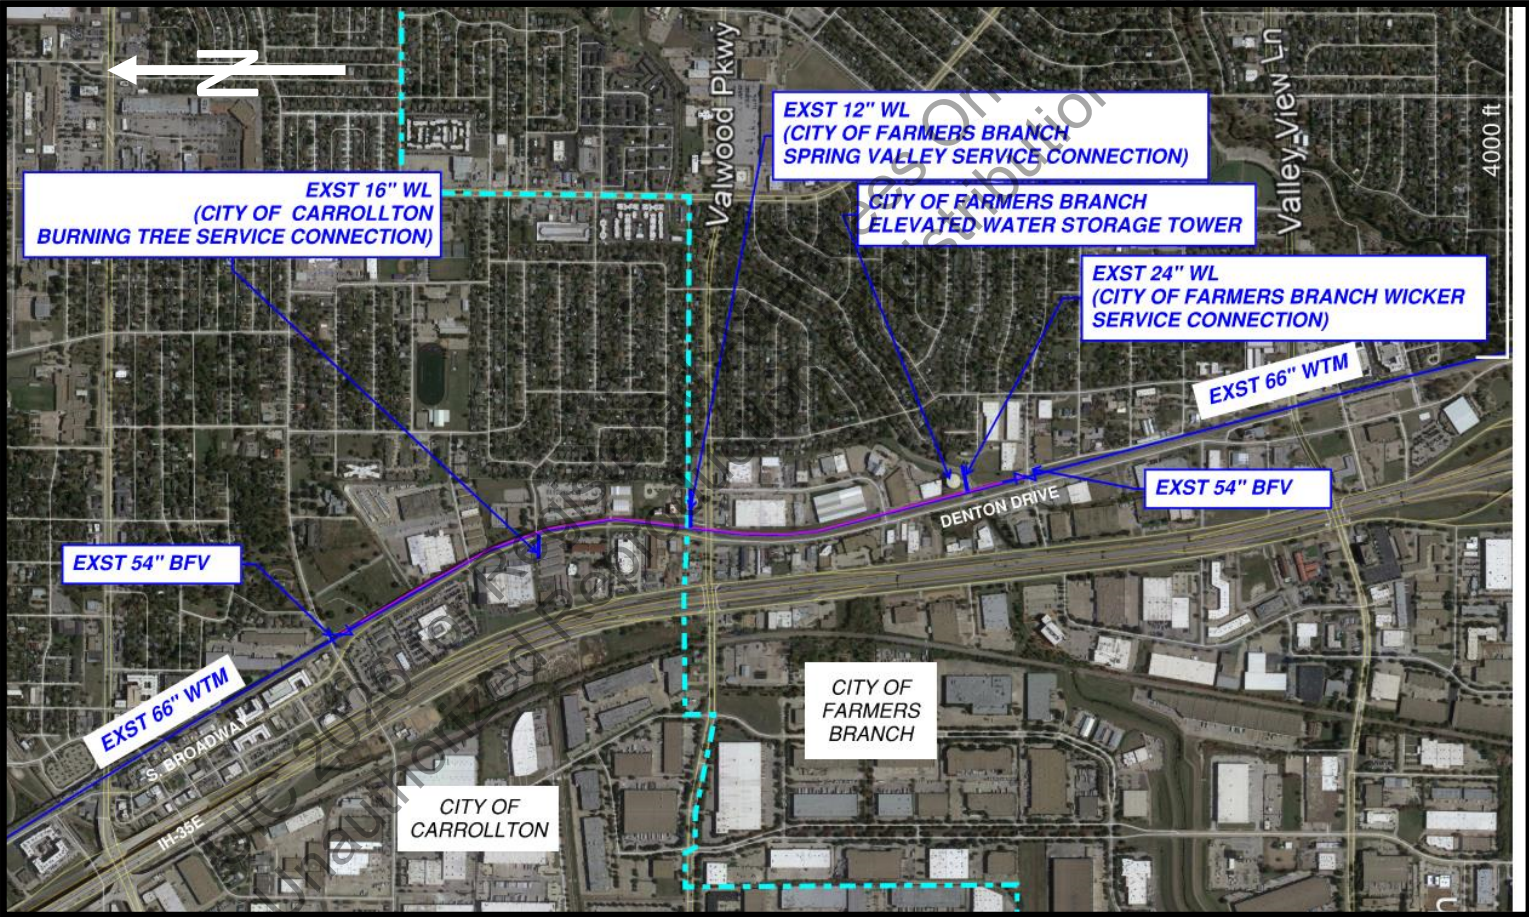 N
Valwood Pkwy
Valley View Ln
4000 ft
EXST 12" WL
(CITY OF FARMERS BRANCH
SPRING VALLEY SERVICE CONNECTION)
EXST 16" WL
(CITY OF CARROLLTON
BURNING TREE SERVICE CONNECTION)
CITY OF FARMERS BRANCH
ELEVATED WATER STORAGE TOWER
EXST 24" WL
(CITY OF FARMERS BRANCH WICKER
SERVICE CONNECTION)
EXST 66" WTM
EXST 54" BFV
DENTON DRIVE
EXST 54" BFV
EXST 66" WTM
S. BROADWAY
IH-35E
CITY OF
FARMERS
BRANCH
CITY OF
CARROLLTON